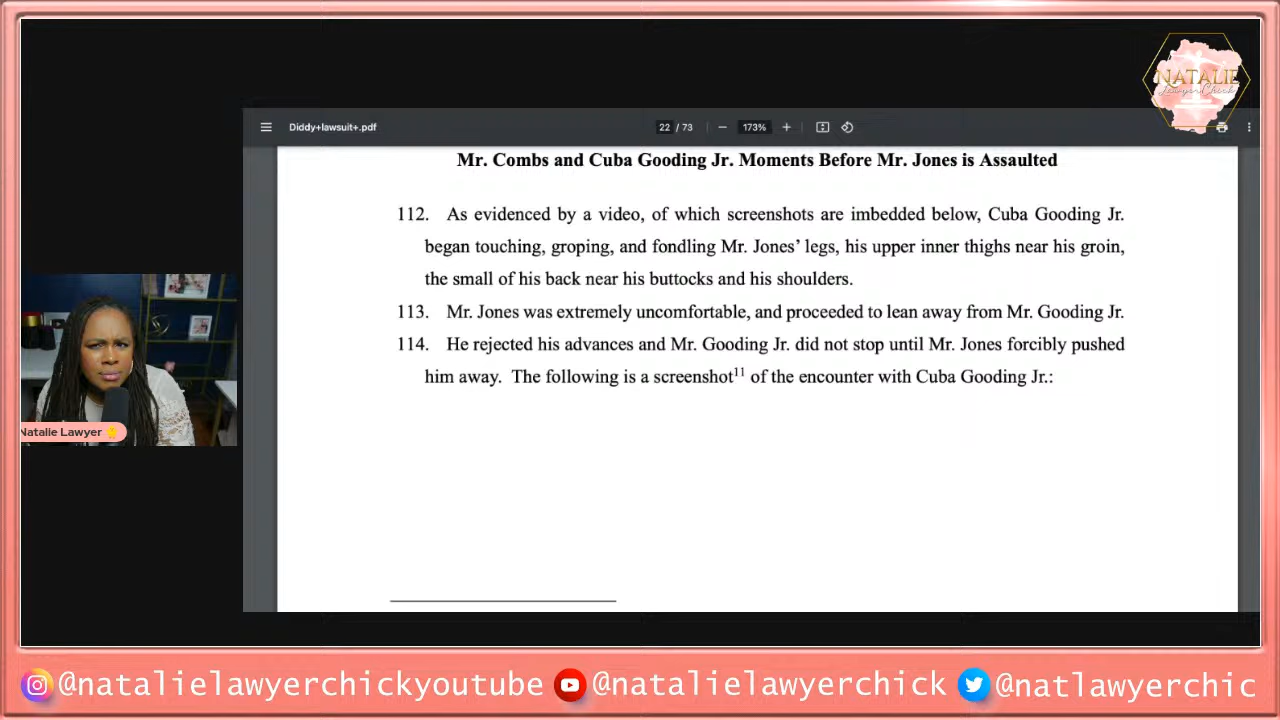 NATALIE
Lawyer Chick
Diddy+lawsuit+.pdf
22 / 73
173%
Mr. Combs and Cuba Gooding Jr. Moments Before Mr. Jones is Assaulted
112. As evidenced by a video, of which screenshots are imbedded below, Cuba Gooding Jr.
began touching, groping, and fondling Mr. Jones’ legs, his upper inner thighs near his groin,
the small of his back near his buttocks and his shoulders.
113. Mr. Jones was extremely uncomfortable, and proceeded to lean away from Mr. Gooding Jr.
114. He rejected his advances and Mr. Gooding Jr. did not stop until Mr. Jones forcibly pushed
him away. The following is a screenshot11 of the encounter with Cuba Gooding Jr.:
Natalie Lawyer
@natalielawyerchickyoutube
@natalielawyerchick
@natlawyerchic